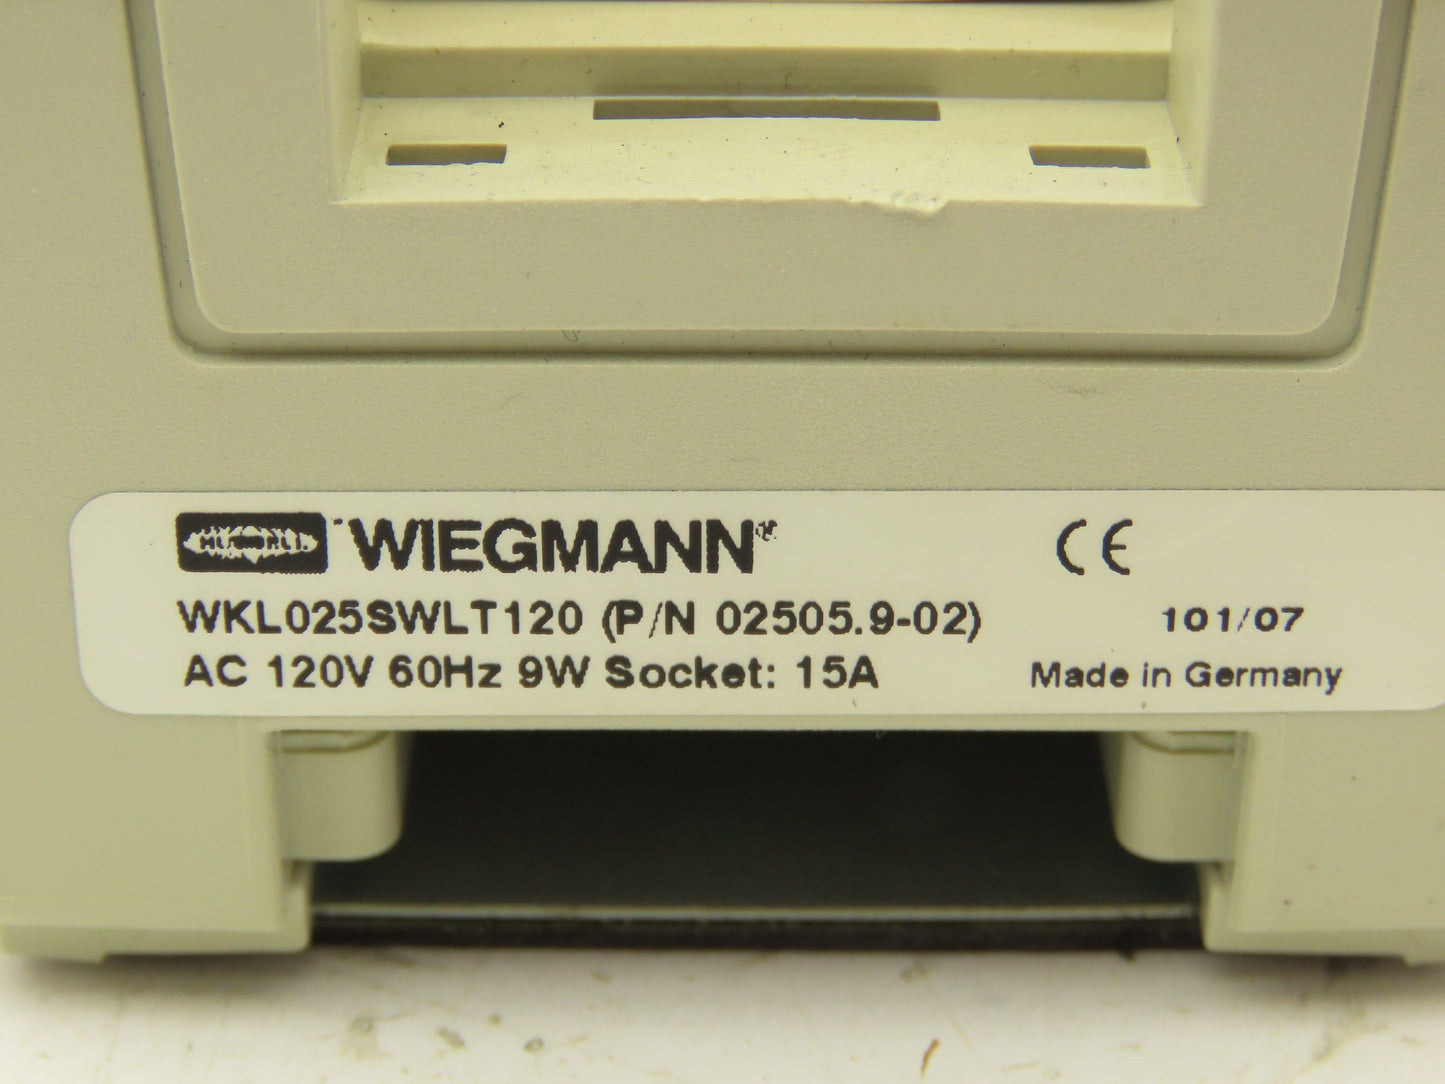 WIEGMANN
CE
WKL025SWLT120 (P/N 02505.9-02)
101/07
AC 120V 60Hz 9W Socket: 15A
Made in Germany